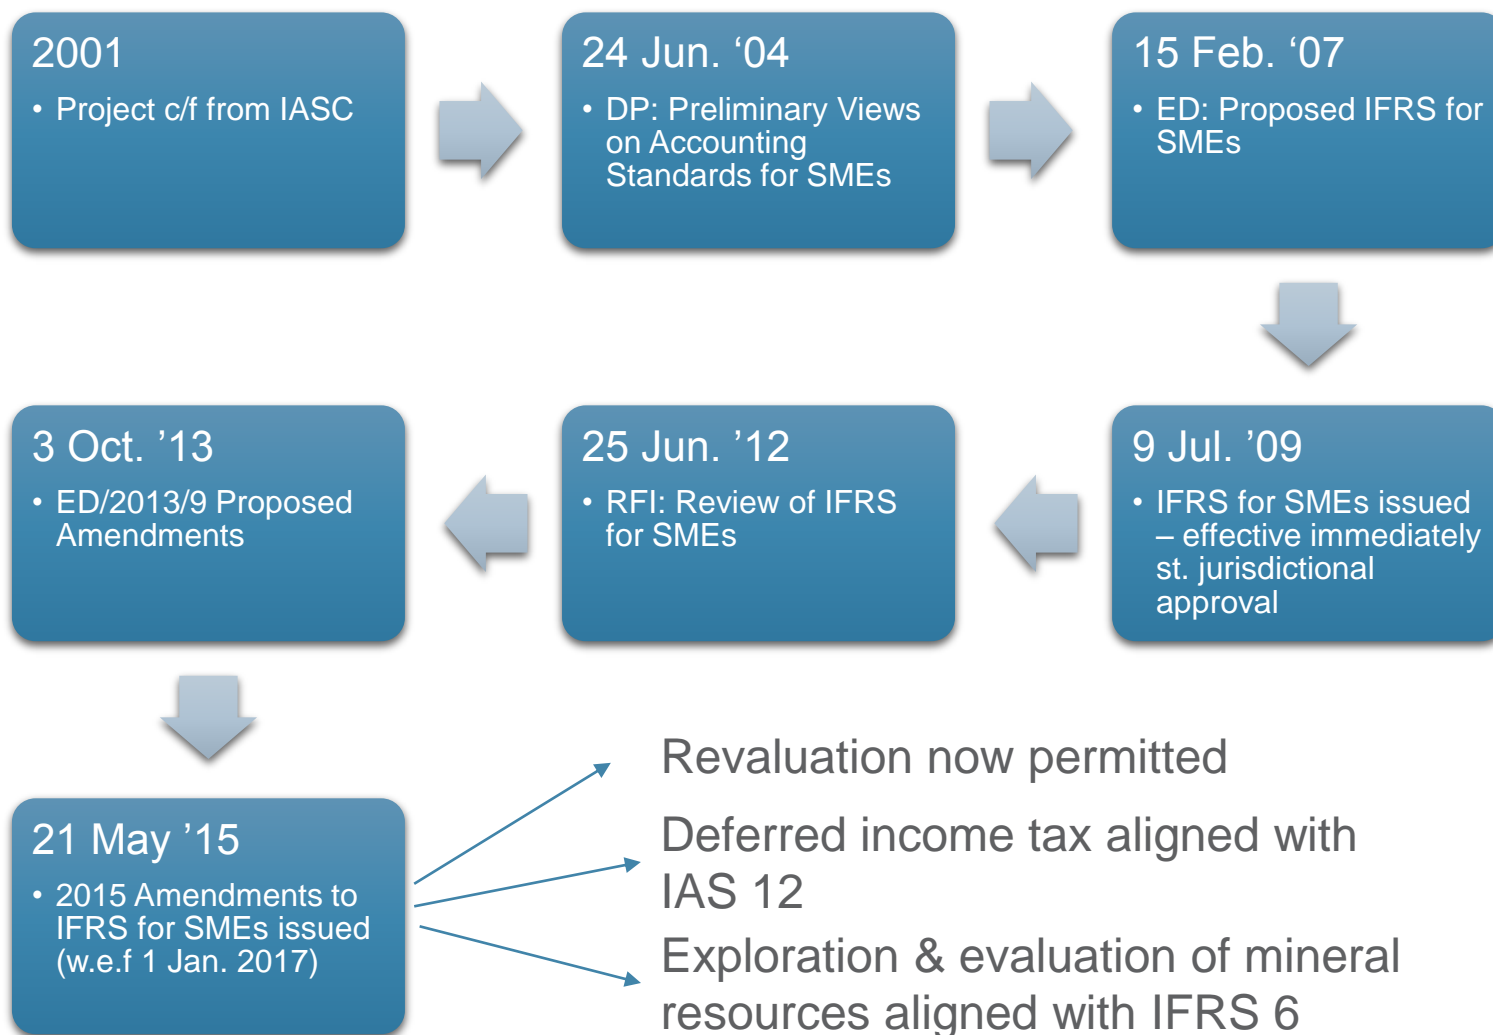 2001
• Project c/f from IASC
24 Jun. ‘04
• DP: Preliminary Views
on Accounting
Standards for SMEs
15 Feb. ‘07
• ED: Proposed IFRS for
SMEs
9 Jul. ’09
• IFRS for SMEs issued
– effective immediately
st. jurisdictional
approval
25 Jun. ’12
• RFI: Review of IFRS
for SMEs
3 Oct. ’13
• ED/2013/9 Proposed
Amendments
21 May ’15
• 2015 Amendments to
IFRS for SMEs issued
(w.e.f 1 Jan. 2017)
Revaluation now permitted
Deferred income tax aligned with
IAS 12
Exploration & evaluation of mineral
resources aligned with IFRS 6